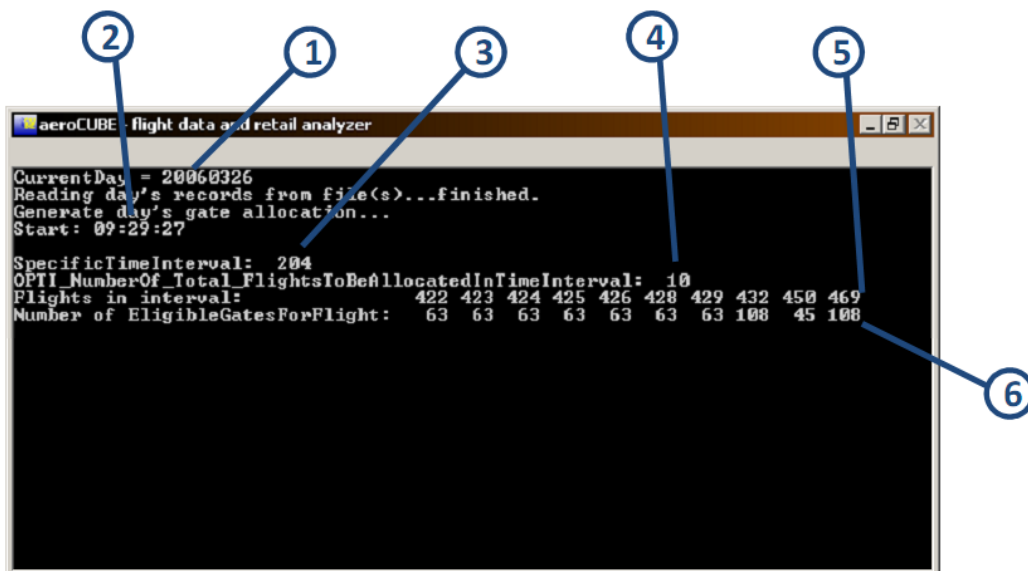 2 1 3 4 5
aeroCUBE - flight data and retail analyzer
CurrentDay = 20060326
Reading day's records from file(s)...finished.
Generate day's gate allocation...
Start: 09:29:27
SpecificTimeInterval: 204
OPTI_NumberOf_Total_FlightsToBeAllocatedInTimeInterval: 10
Flights in interval: 422 423 424 425 426 428 429 432 450 469
Number of EligibleGatesForFlight: 63 63 63 63 63 63 63 108 45 108
6